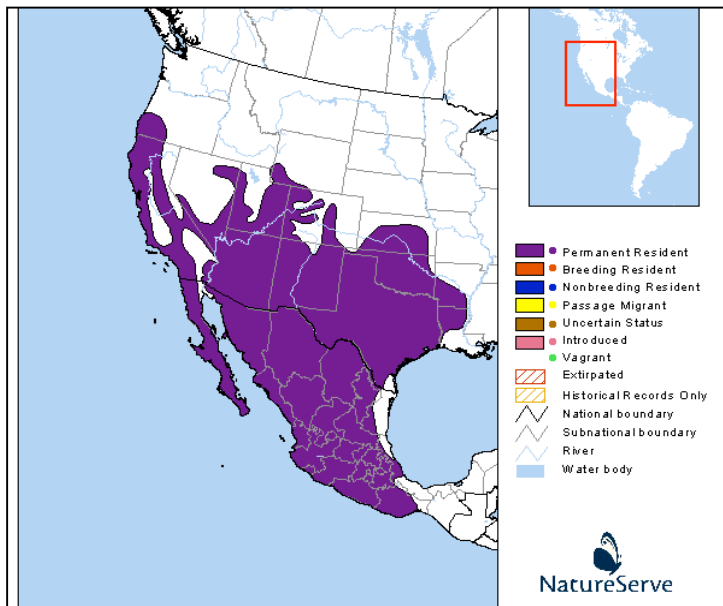 Permanent Resident
Breeding Resident
Nonbreeding Resident
Passage Migrant
Uncertain Status
Introduced
Vagrant
Extirpated
Historical Records Only
National boundary
Subnational boundary
River
Water body
NatureServe